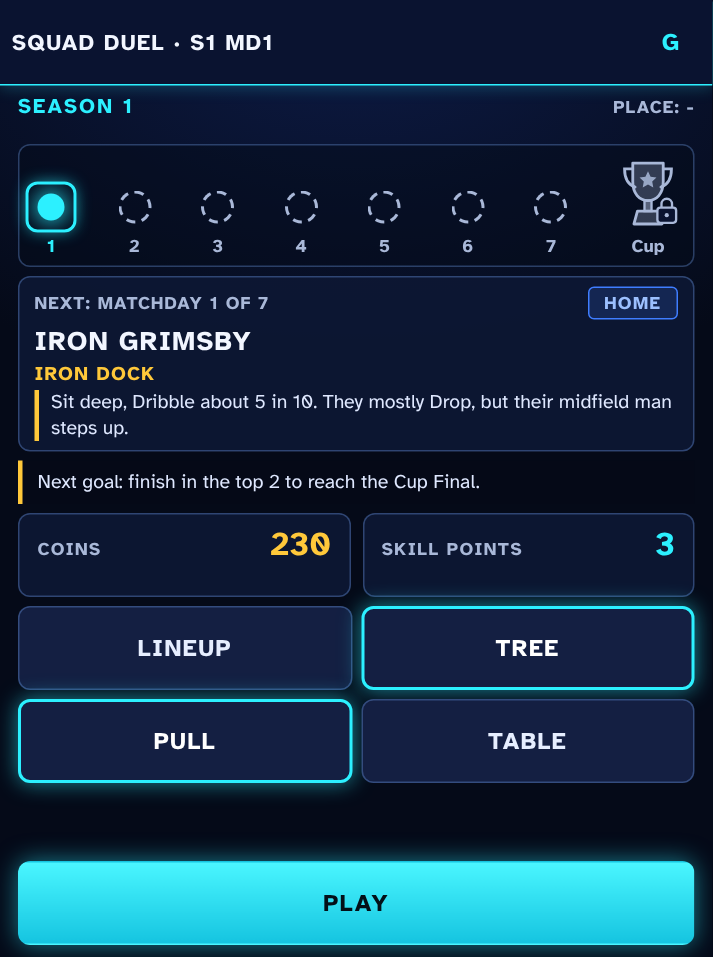 SQUAD DUEL · S1 MD1
G
SEASON 1
PLACE: -
1
2
3
4
5
6
7
Cup
NEXT: MATCHDAY 1 OF 7
HOME
IRON GRIMSBY
IRON DOCK
Sit deep, Dribble about 5 in 10. They mostly Drop, but their midfield man
steps up.
Next goal: finish in the top 2 to reach the Cup Final.
COINS
230
SKILL POINTS
3
LINEUP
TREE
PULL
TABLE
PLAY